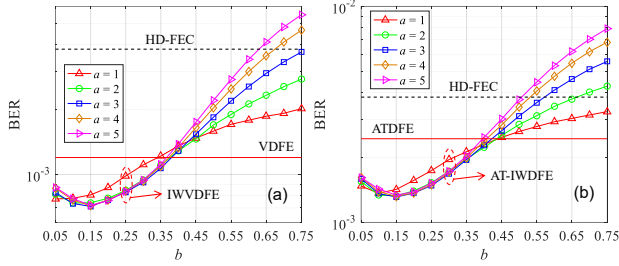 (a)
BER
10⁻³
HD-FEC
a = 1
a = 2
a = 3
a = 4
a = 5
VDFE
IWVDFE
0.05 0.15 0.25 0.35 0.45 0.55 0.65 0.75
b
(b)
BER
10⁻²
10⁻³
HD-FEC
ATDFE
a = 1
a = 2
a = 3
a = 4
a = 5
AT-IWDFE
0.05 0.15 0.25 0.35 0.45 0.55 0.65 0.75
b